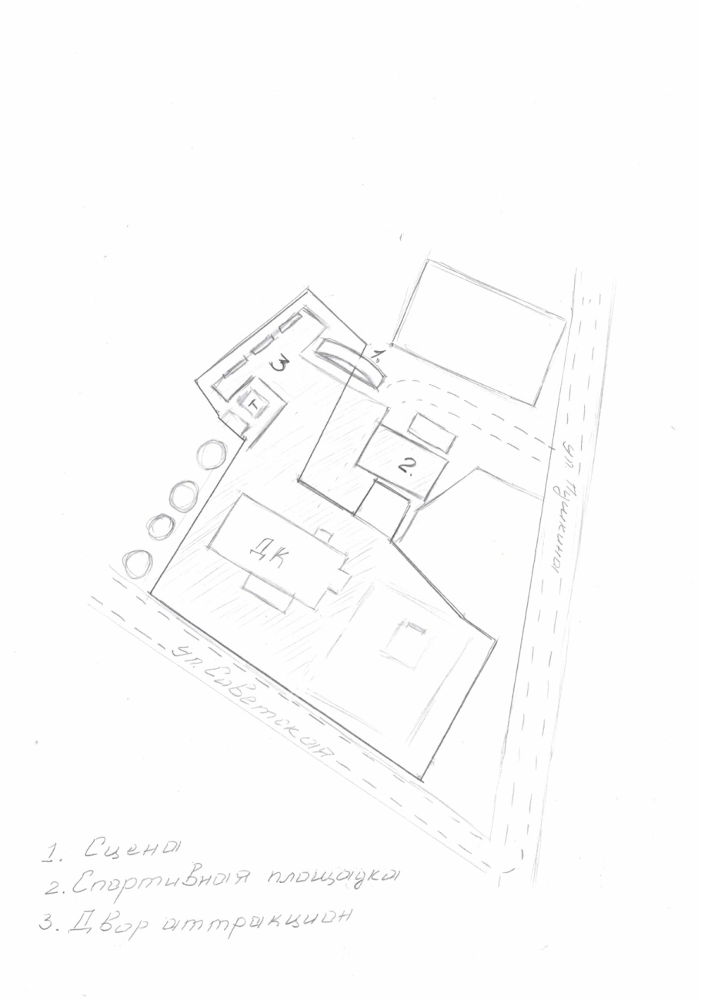 1.
3
Т
2.
ул. Пушкина
ДК
ул. Советская
1. Сцена
2. Спортивная площадка
3. Двор аттракцион